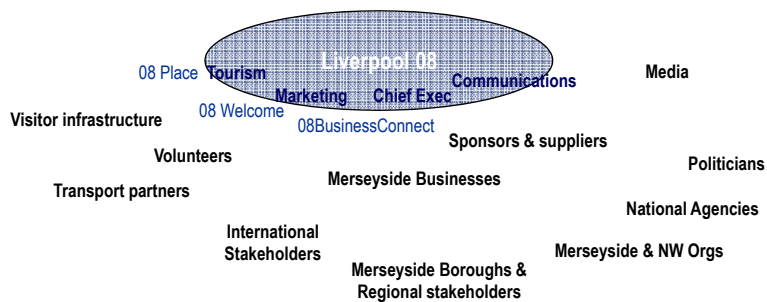 Liverpool 08
08 Place Tourism
Communications
Media
Marketing
Chief Exec
08 Welcome
Visitor infrastructure
08BusinessConnect
Sponsors & suppliers
Volunteers
Politicians
Transport partners
Merseyside Businesses
National Agencies
International
Stakeholders
Merseyside & NW Orgs
Merseyside Boroughs &
Regional stakeholders